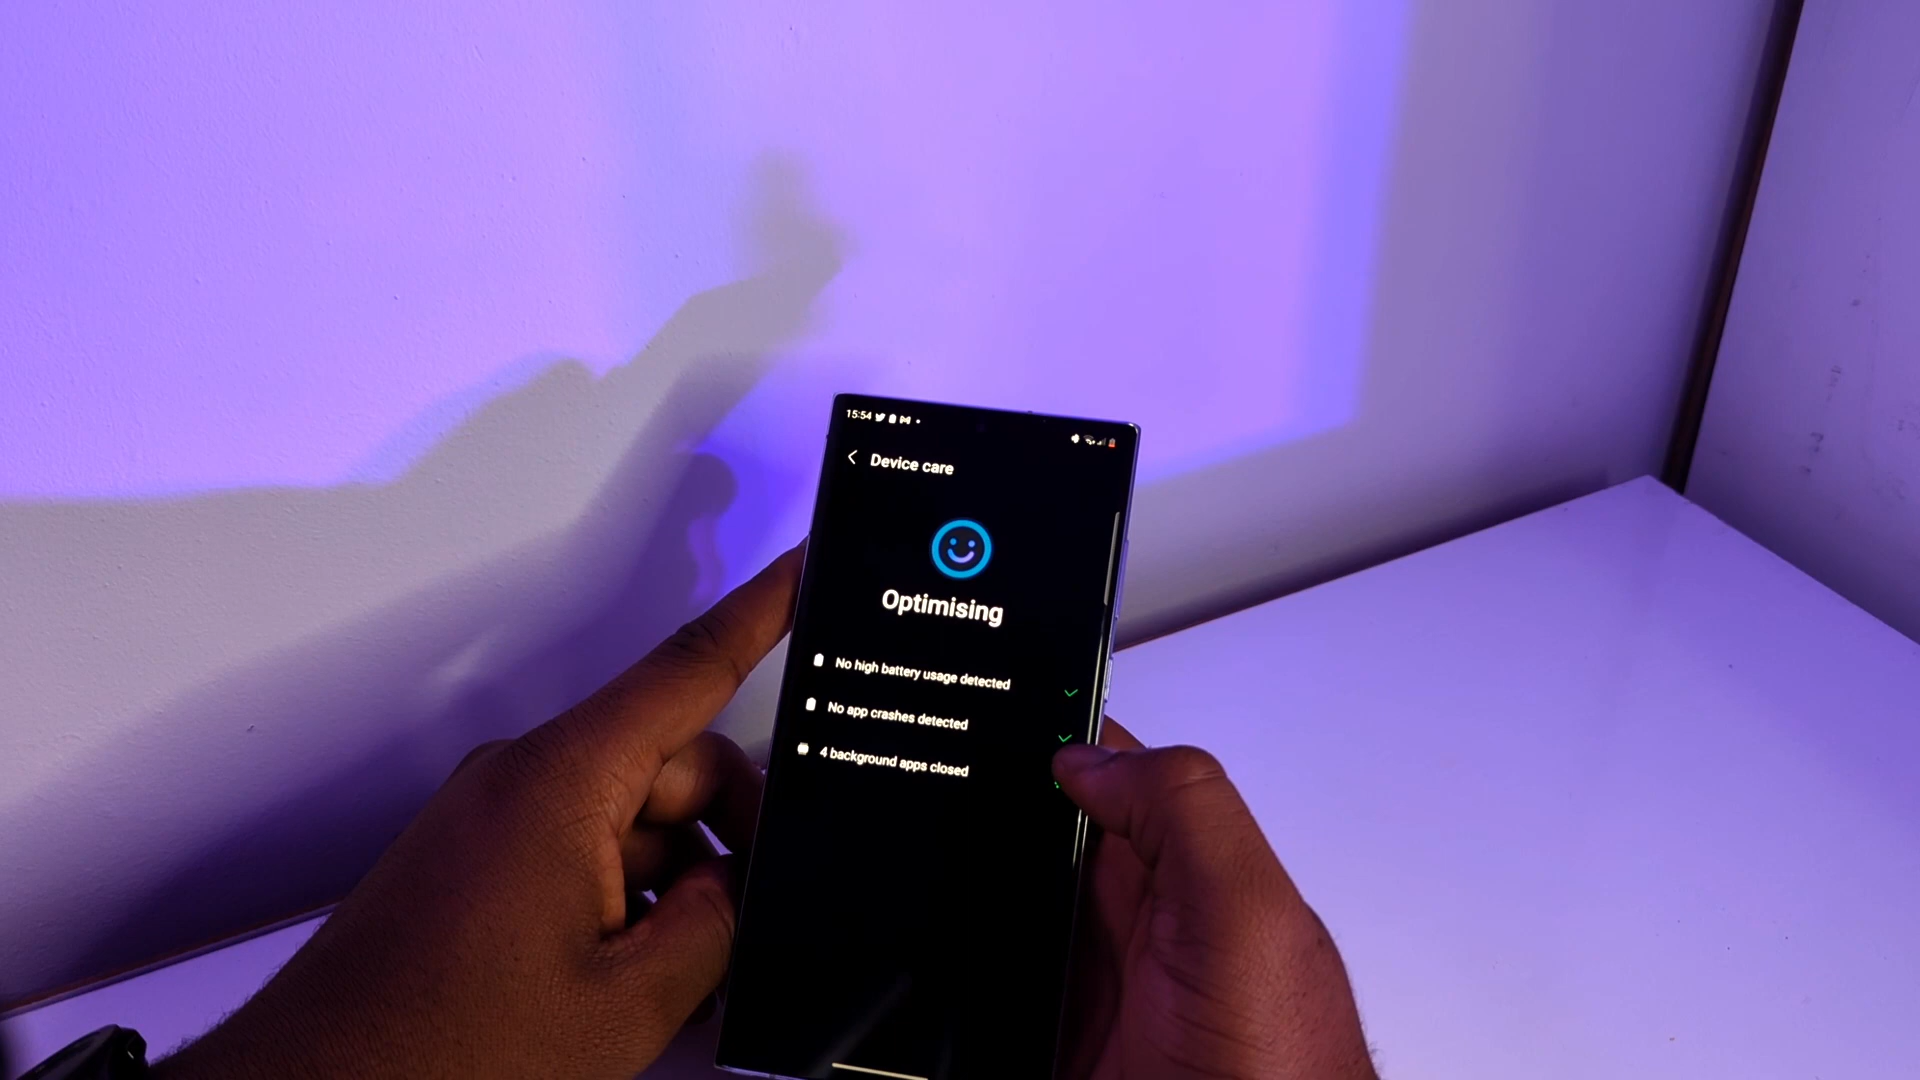 15:54
Device care
Optimising
No high battery usage detected
No app crashes detected
4 background apps closed